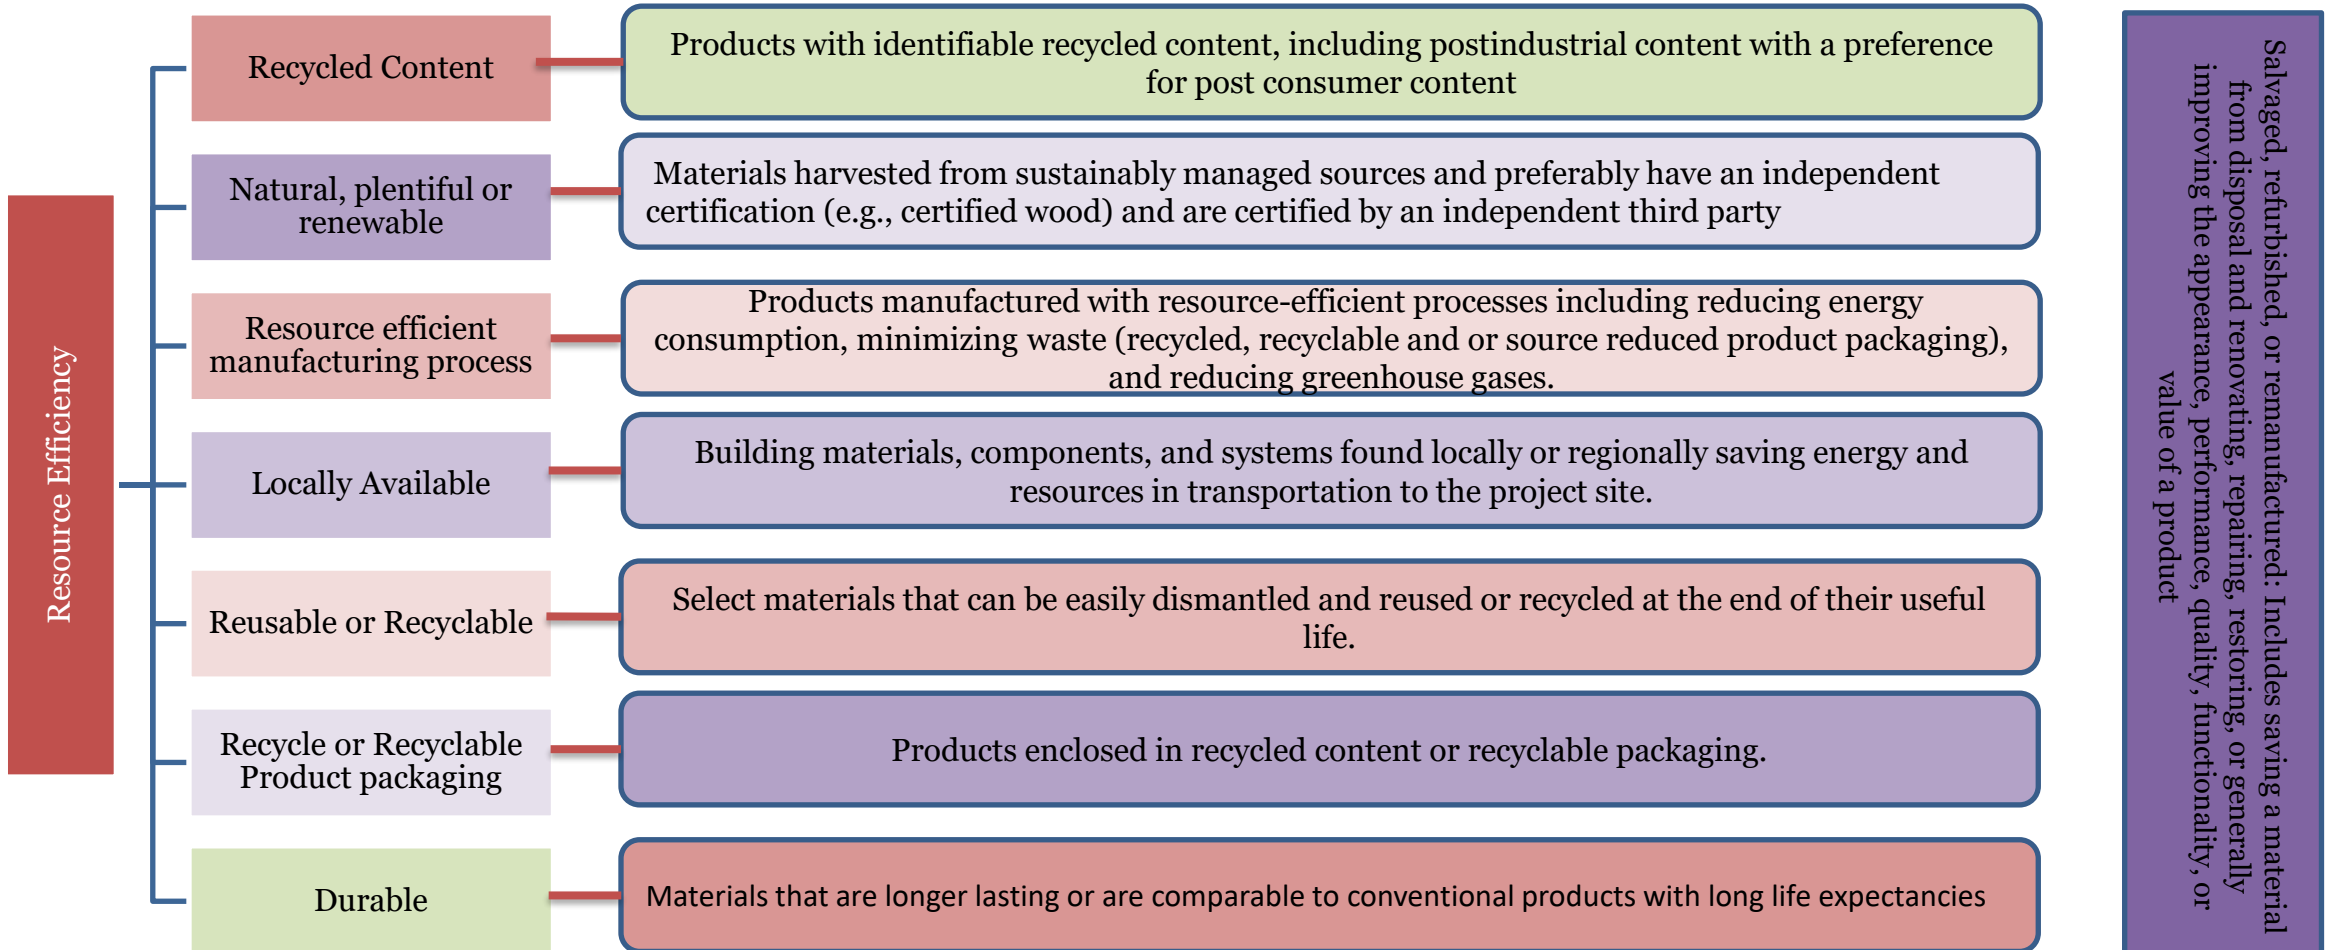 Resource Efficiency
Recycled Content
Products with identifiable recycled content, including postindustrial content with a preference
for post consumer content
Natural, plentiful or
renewable
Materials harvested from sustainably managed sources and preferably have an independent
certification (e.g., certified wood) and are certified by an independent third party
Resource efficient
manufacturing process
Products manufactured with resource-efficient processes including reducing energy
consumption, minimizing waste (recycled, recyclable and or source reduced product packaging),
and reducing greenhouse gases.
Locally Available
Building materials, components, and systems found locally or regionally saving energy and
resources in transportation to the project site.
Reusable or Recyclable
Select materials that can be easily dismantled and reused or recycled at the end of their useful
life.
Recycle or Recyclable
Product packaging
Products enclosed in recycled content or recyclable packaging.
Durable
Materials that are longer lasting or are comparable to conventional products with long life expectancies
Salvaged, refurbished, or remanufactured: Includes saving a material
from disposal and renovating, repairing, restoring, or generally
improving the appearance, performance, quality, functionality, or
value of a product